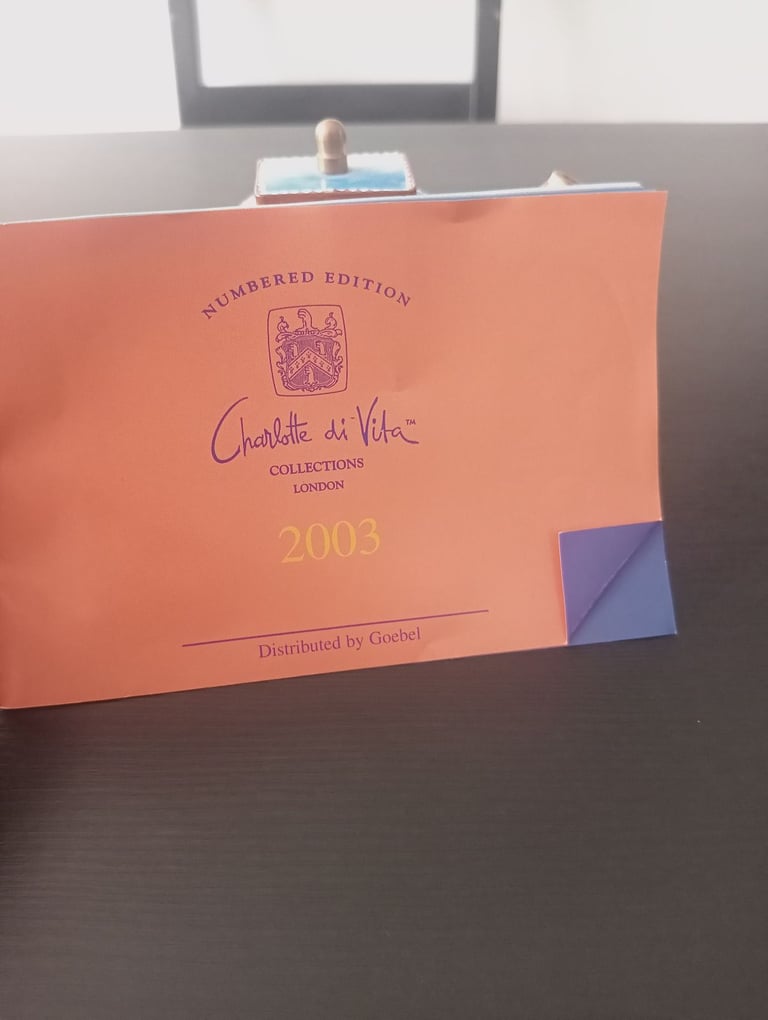 NUMBERED EDITION
Charlotte di Vita™
COLLECTIONS
LONDON
2003
Distributed by Goebel